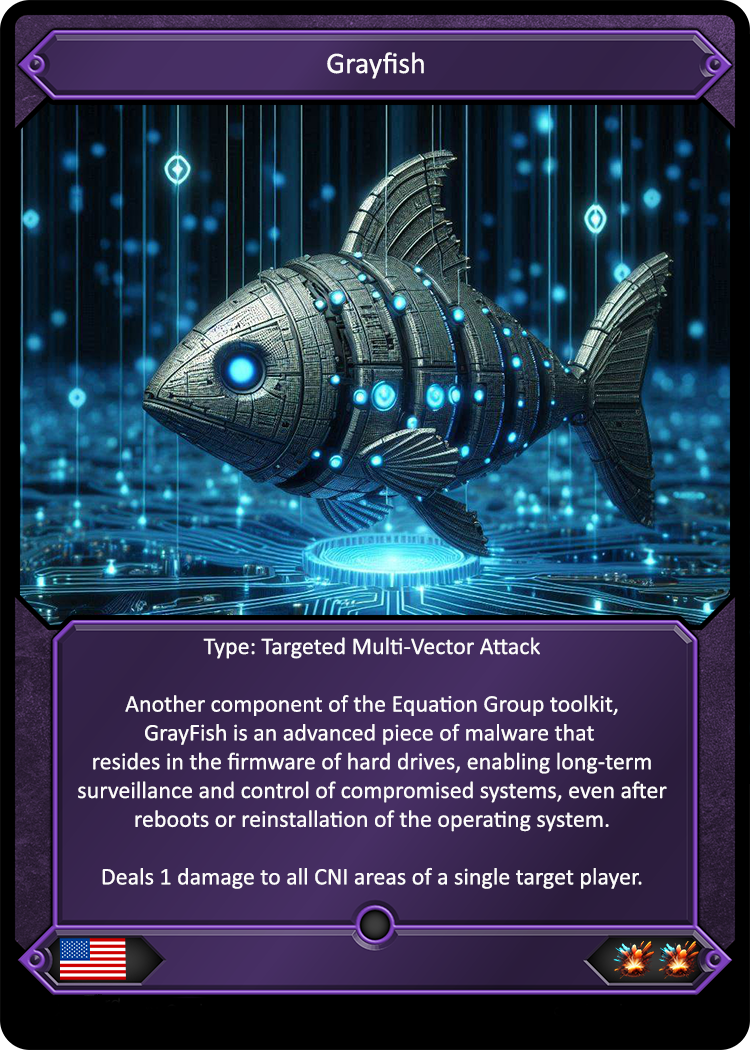 Grayfish
Type: Targeted Multi-Vector Attack
Another component of the Equation Group toolkit,
GrayFish is an advanced piece of malware that
resides in the firmware of hard drives, enabling long-term
surveillance and control of compromised systems, even after
reboots or reinstallation of the operating system.
Deals 1 damage to all CNI areas of a single target player.